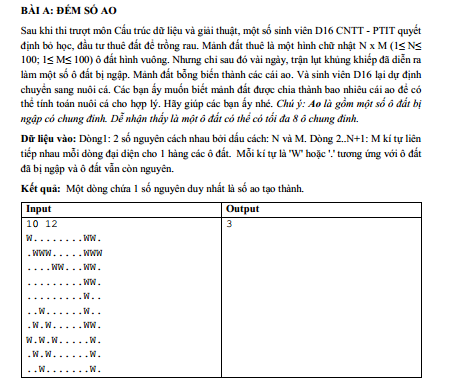 BÀI A: ĐẾM SỐ AO
Sau khi thi trượt môn Cấu trúc dữ liệu và giải thuật, một số sinh viên D16 CNTT - PTIT quyết
định bỏ học, đầu tư thuê đất để trồng rau. Mảnh đất thuê là một hình chữ nhật N x M (1≤ N≤
100; 1≤ M≤ 100) ô đất hình vuông. Nhưng chỉ sau đó vài ngày, trận lụt khủng khiếp đã diễn ra
làm một số ô đất bị ngập. Mảnh đất bỗng biến thành các cái ao. Và sinh viên D16 lại dự định
chuyển sang nuôi cá. Các bạn ấy muốn biết mảnh đất được chia thành bao nhiêu cái ao để có
thể tính toán nuôi cá cho hợp lý. Hãy giúp các bạn ấy nhé. Chú ý: Ao là gồm một số ô đất bị
ngập có chung đỉnh. Dễ nhận thấy là một ô đất có thể có tối đa 8 ô chung đỉnh.
Dữ liệu vào: Dòng1: 2 số nguyên cách nhau bởi dấu cách: N và M. Dòng 2..N+1: M kí tự liên
tiếp nhau mỗi dòng đại diện cho 1 hàng các ô đất. Mỗi kí tự là 'W' hoặc '.' tương ứng với ô đất
đã bị ngập và ô đất vẫn còn nguyên.
Kết quả: Một dòng chứa 1 số nguyên duy nhất là số ao tạo thành.
Input Output
10 12 3
W........WW.
.WWW.....WWW
....WW...WW.
.........WW.
.........W..
..W......W..
.W.W.....WW.
W.W.W.....W.
.W.W......W.
..W.......W.